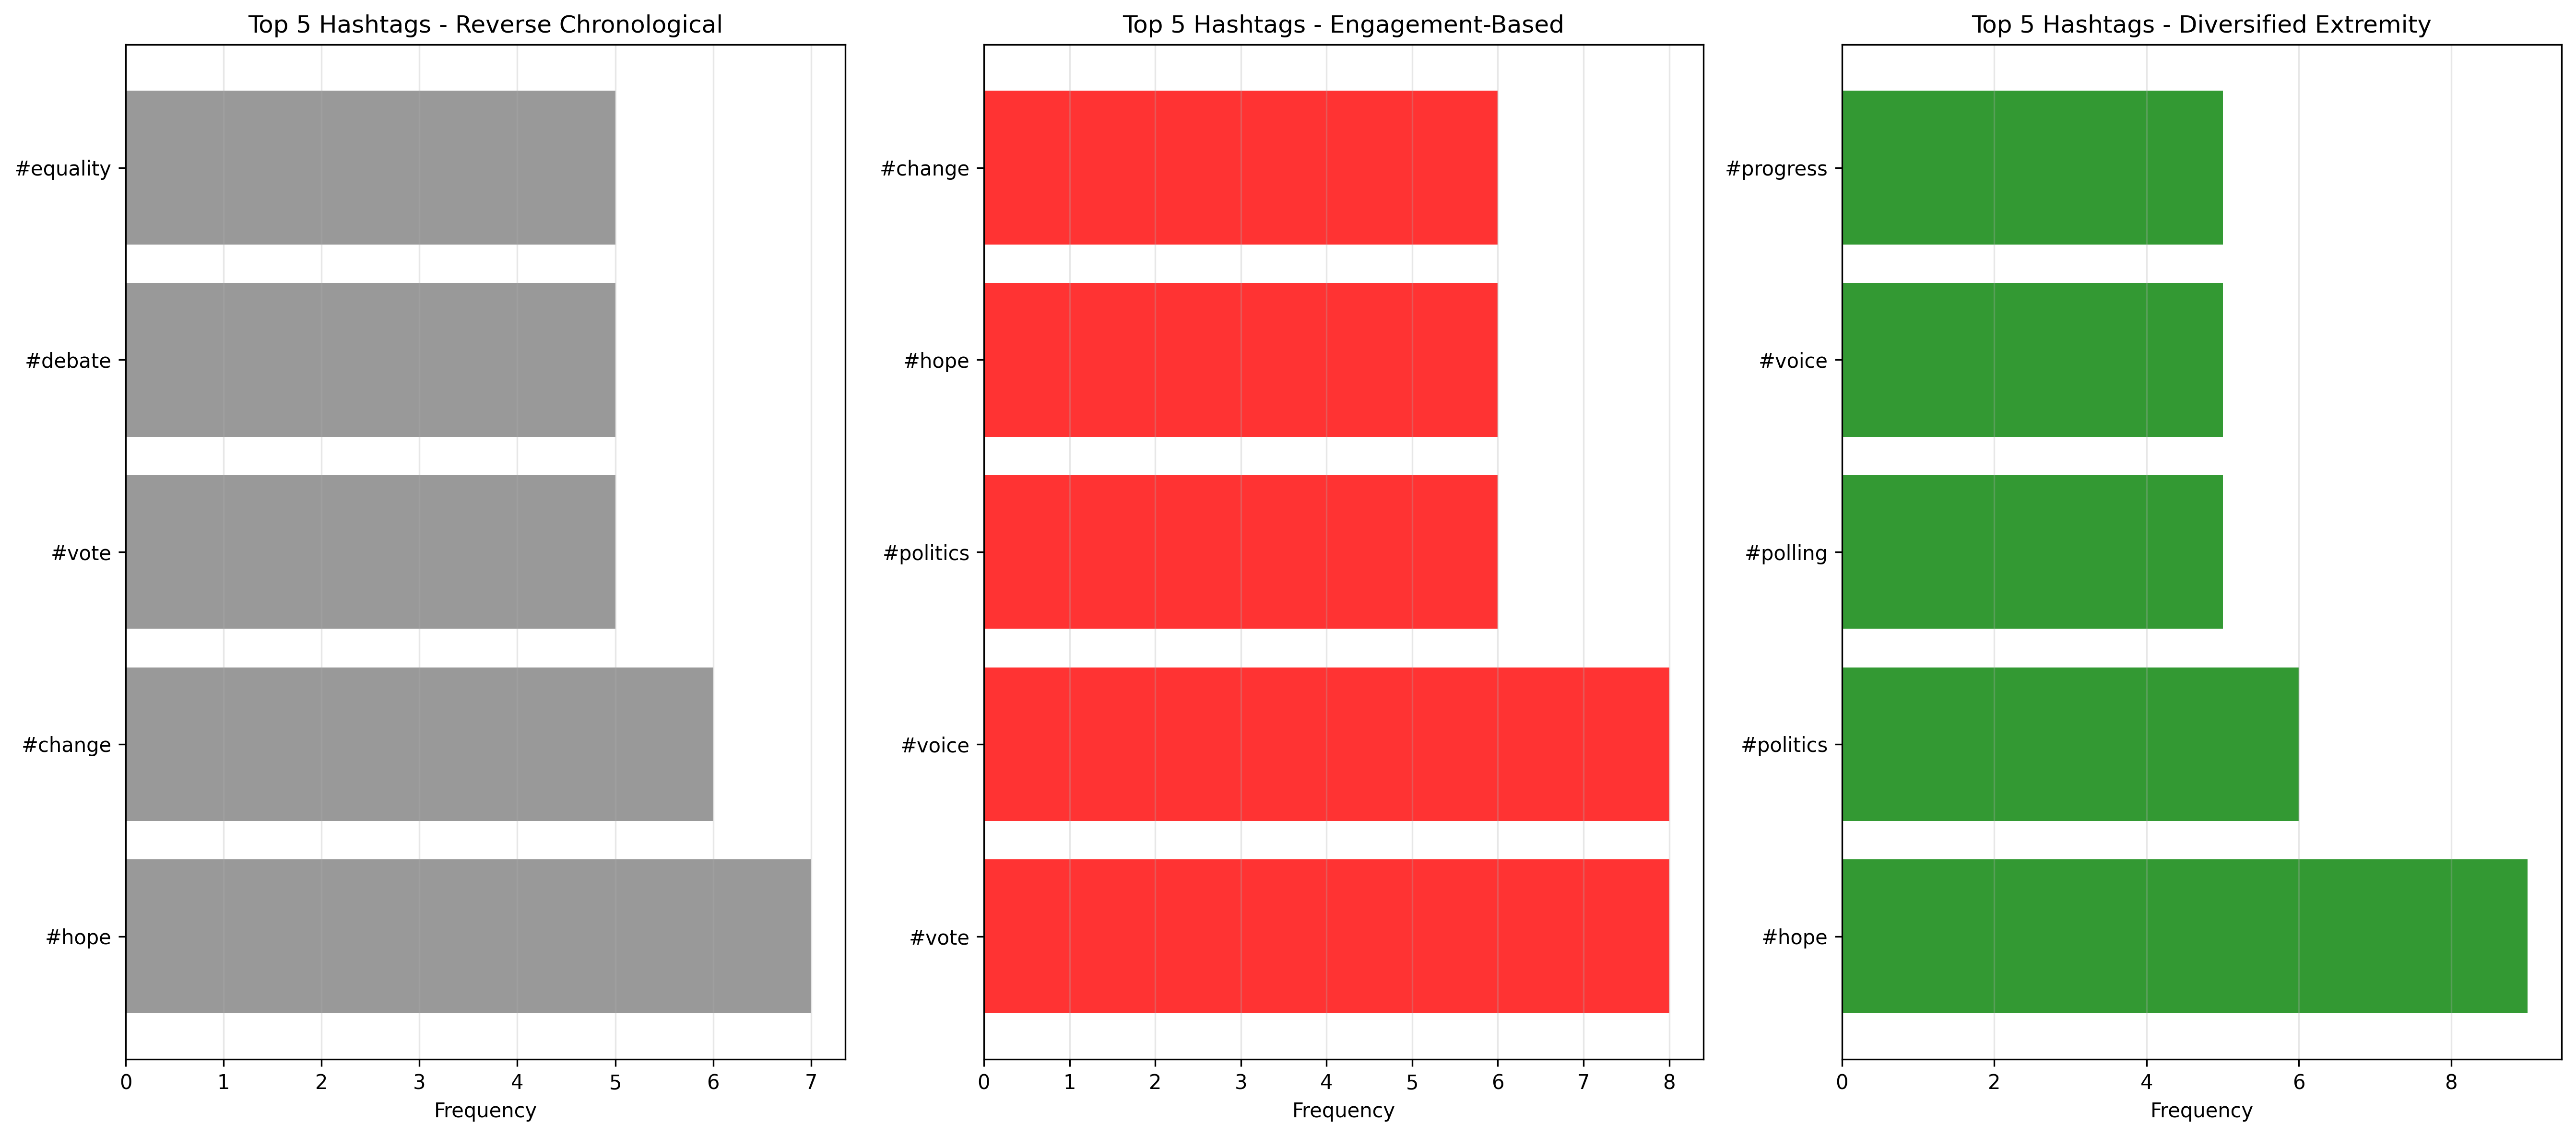 Top 5 Hashtags - Reverse Chronological
#equality
#debate
#vote
#change
#hope
0 1 2 3 4 5 6 7
Frequency
Top 5 Hashtags - Engagement-Based
#change
#hope
#politics
#voice
#vote
0 1 2 3 4 5 6 7 8
Frequency
Top 5 Hashtags - Diversified Extremity
#progress
#voice
#polling
#politics
#hope
0 2 4 6 8
Frequency